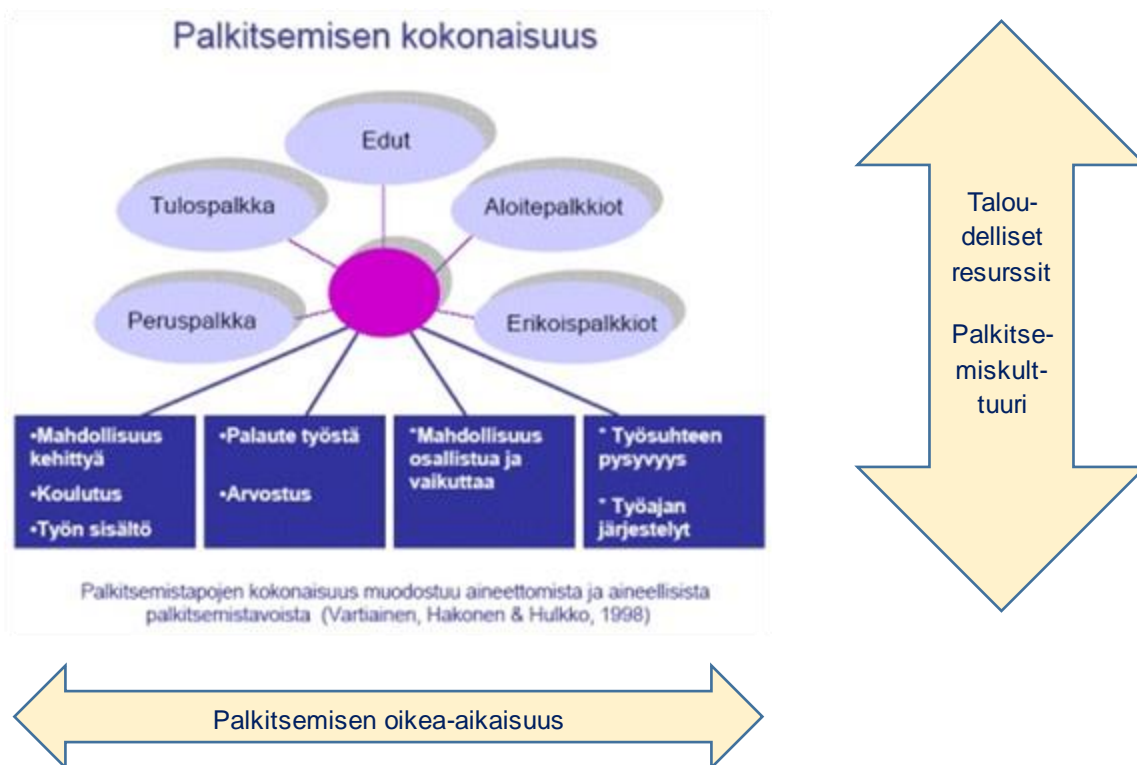 Palkitsemisen kokonaisuus
Edut
Tulospalkka
Aloitepalkkiot
Peruspalkka
Erikoispalkkiot
•Mahdollisuus
kehittyä
•Koulutus
•Työn sisältö
•Palaute työstä
•Arvostus
*Mahdollisuus
osallistua ja
vaikuttaa
* Työsuhteen
pysyvyys
* Työajan
järjestelyt
Palkitsemistapojen kokonaisuus muodostuu aineettomista ja aineellisista
palkitsemistavoista (Vartiainen, Hakonen & Hulkko, 1998)
Talou-
delliset
resurssit
Palkitse-
miskult-
tuuri
Palkitsemisen oikea-aikaisuus